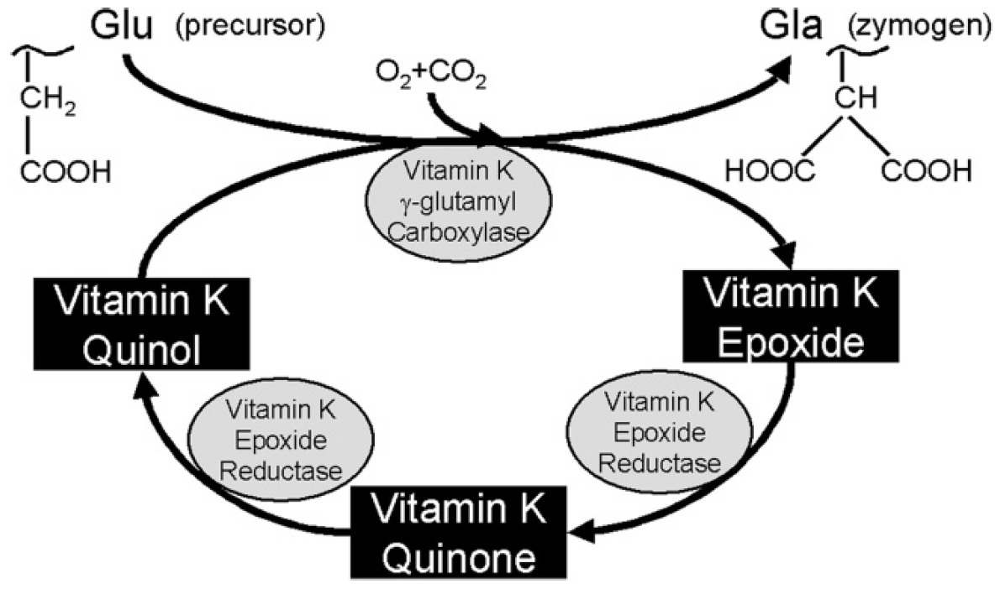 Glu (precursor)
Gla (zymogen)
O₂+CO₂
CH₂
COOH
CH
HOOC
COOH
Vitamin K
γ-glutamyl
Carboxylase
Vitamin K
Quinol
Vitamin K
Epoxide
Vitamin K
Epoxide
Reductase
Vitamin K
Epoxide
Reductase
Vitamin K
Quinone